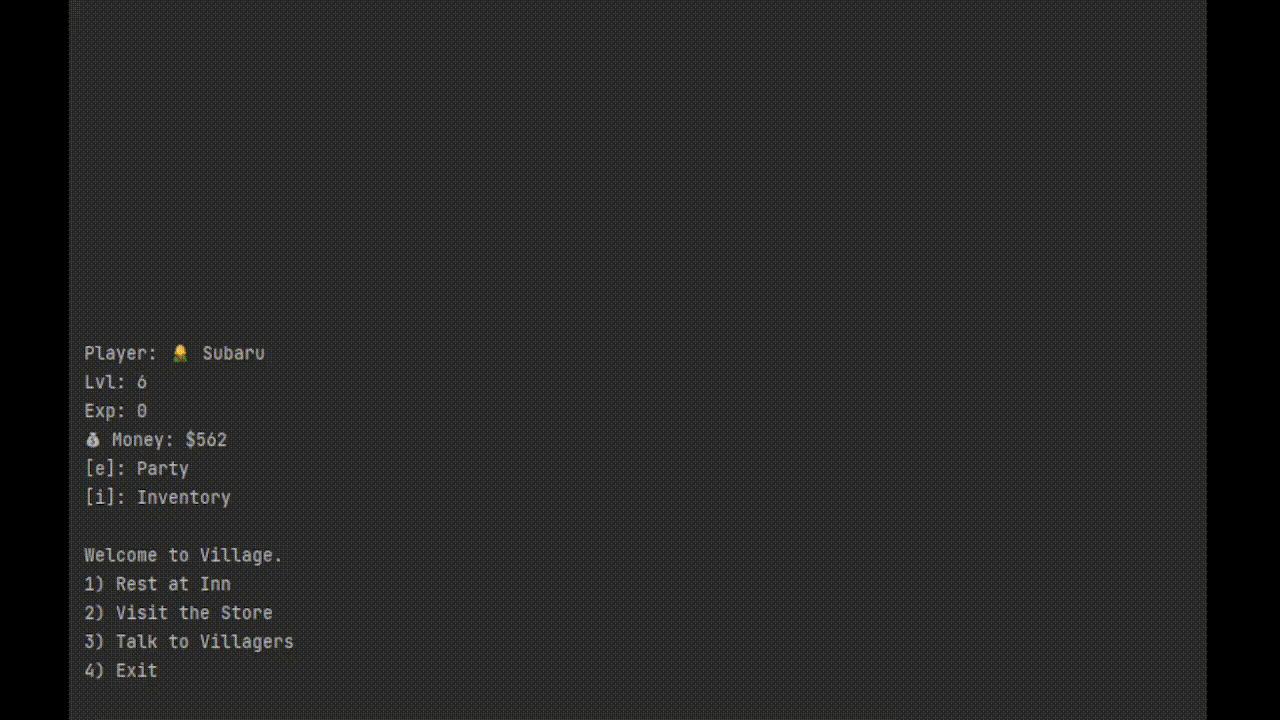 Player: Subaru
Lvl: 6
Exp: 0
Money: $562
[e]: Party
[i]: Inventory
Welcome to Village.
1) Rest at Inn
2) Visit the Store
3) Talk to Villagers
4) Exit